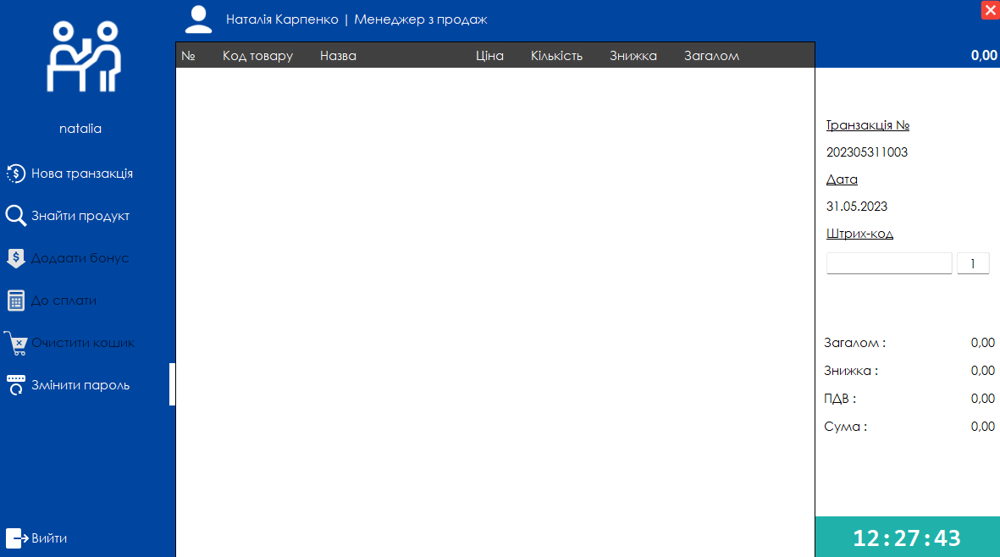 Наталія Карпенко | Менеджер з продаж
№ Код товару Назва Ціна Кількість Знижка Загалом
0,00
natalia
Нова транзакція
Знайти продукт
Додаати бонус
До сплати
Очистити кошик
Змінити пароль
Вийти
Транзакція №
202305311003
Дата
31.05.2023
Штрих-код
1
Загалом : 0,00
Знижка : 0,00
ПДВ : 0,00
Сума : 0,00
12:27:43